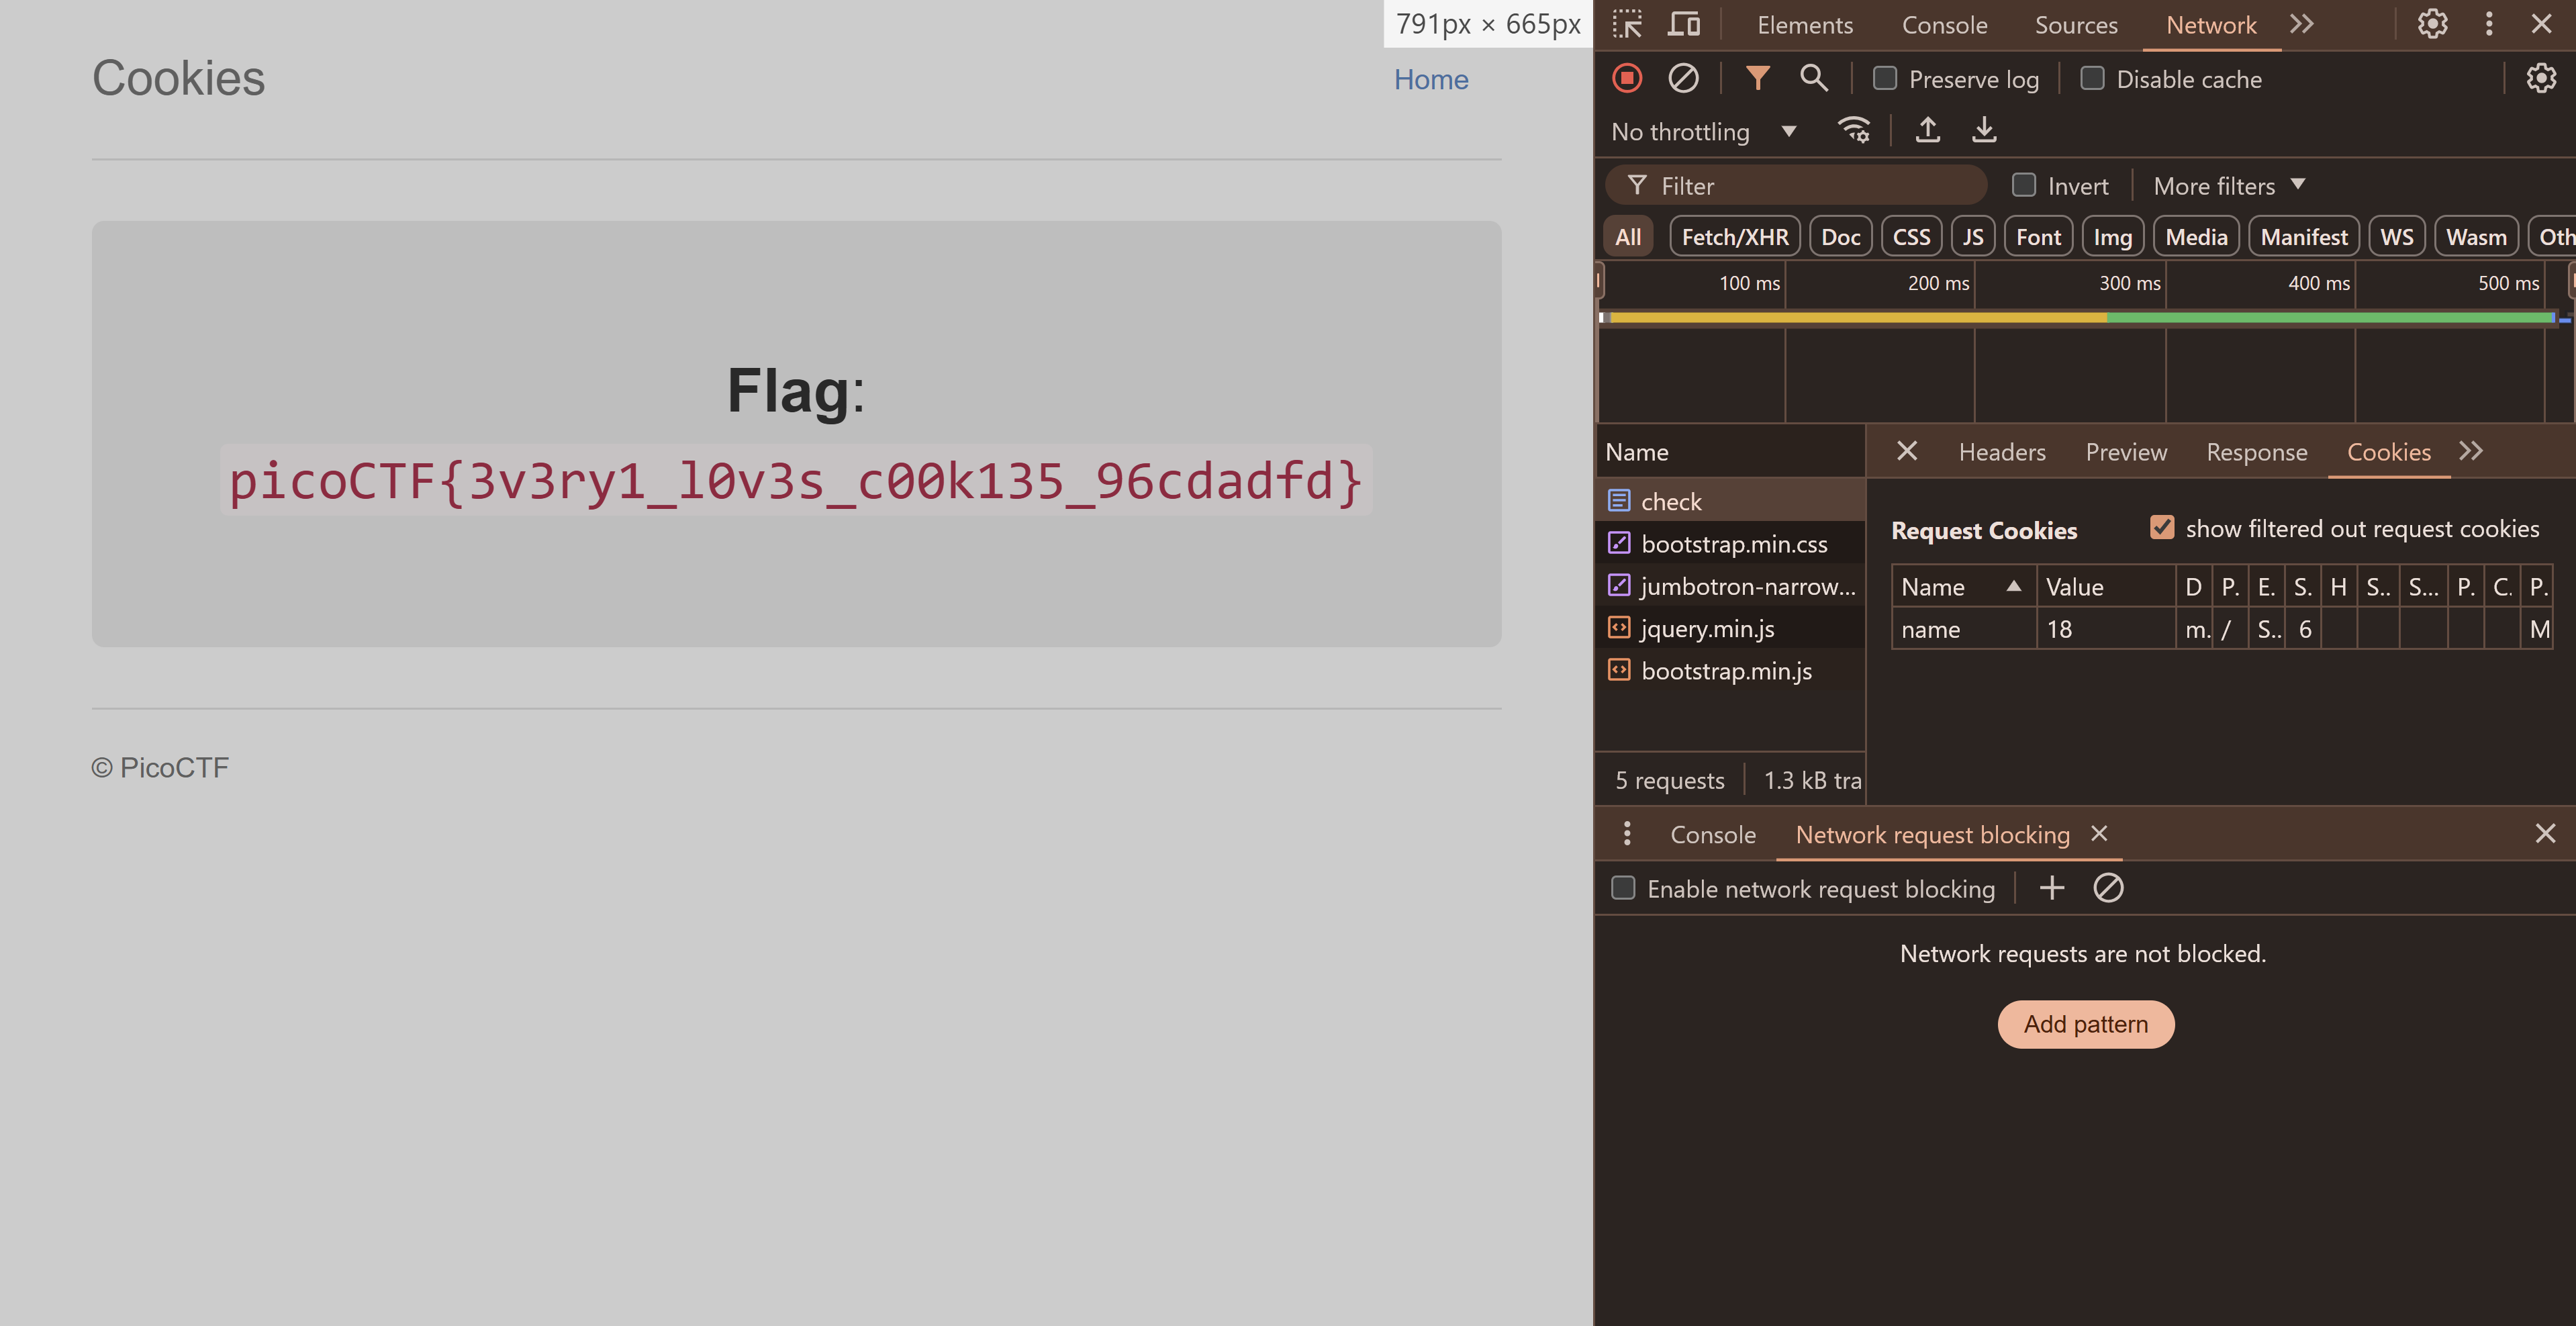 Cookies
Home
791px × 665px
Flag:
picoCTF{3v3ry1_l0v3s_c00k135_96cdadfd}
© PicoCTF
Elements Console Sources Network
Preserve log Disable cache
No throttling
Filter Invert More filters
All Fetch/XHR Doc CSS JS Font Img Media Manifest WS Wasm Oth
100 ms 200 ms 300 ms 400 ms 500 ms
Name
check
bootstrap.min.css
jumbotron-narrow...
jquery.min.js
bootstrap.min.js
5 requests 1.3 kB tra
Headers Preview Response Cookies
Request Cookies show filtered out request cookies
Name Value D P. E. S. H S.. S... P. C. P.
name 18 m. / S.. 6 M
Console Network request blocking
Enable network request blocking
Network requests are not blocked.
Add pattern